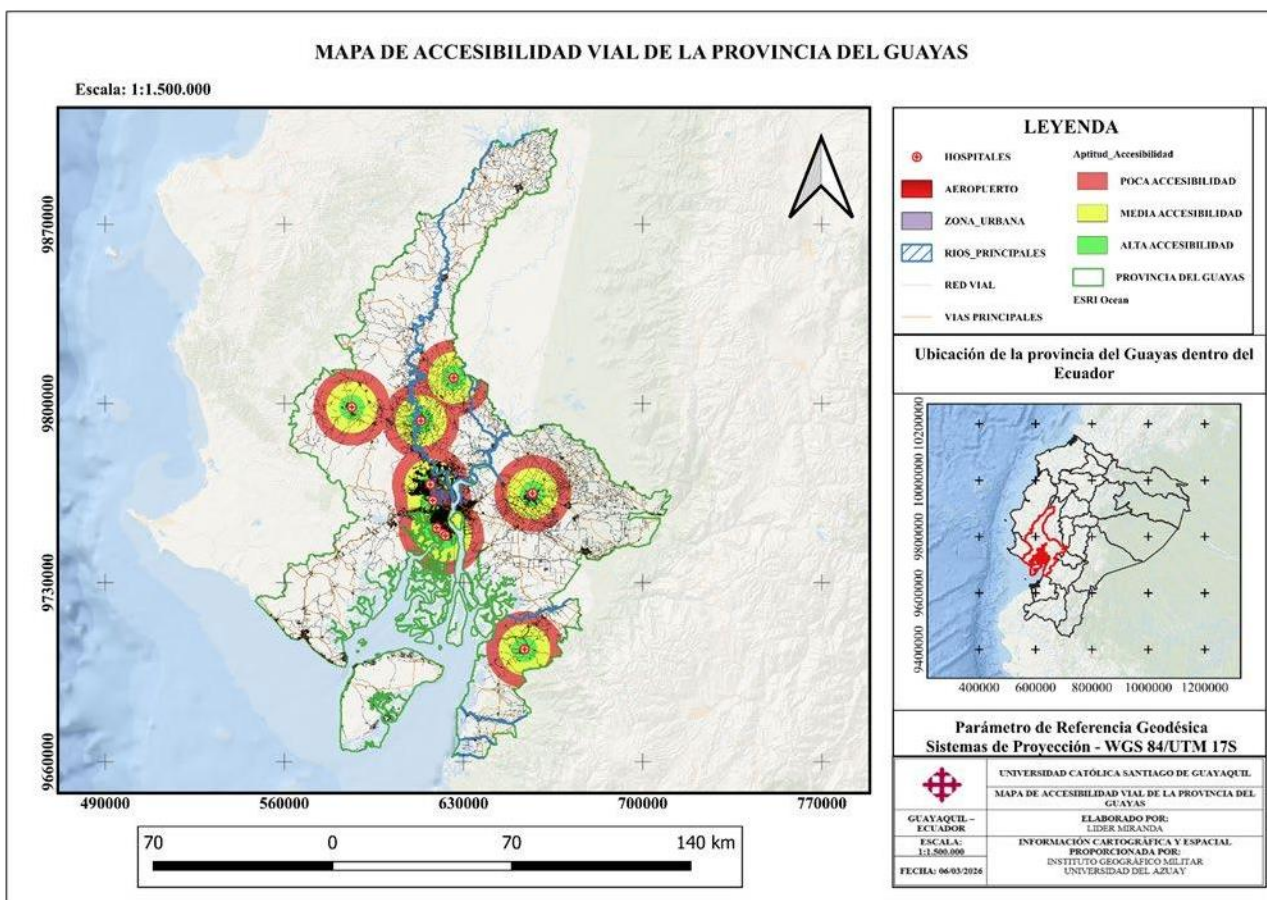 MAPA DE ACCESIBILIDAD VIAL DE LA PROVINCIA DEL GUAYAS
Escala: 1:1.500.000
9870000
9800000
9730000
9660000
490000
560000
630000
700000
770000
70
0
70
140 km
LEYENDA
HOSPITALES
AEROPUERTO
ZONA_URBANA
RIOS_PRINCIPALES
RED VIAL
VIAS PRINCIPALES
Aptitud_Accesibilidad
POCA ACCESIBILIDAD
MEDIA ACCESIBILIDAD
ALTA ACCESIBILIDAD
PROVINCIA DEL GUAYAS
ESRI Ocean
Ubicación de la provincia del Guayas dentro del
Ecuador
10200000
10000000
9800000
9600000
9400000
400000
600000
800000
1000000
1200000
Parámetro de Referencia Geodésica
Sistemas de Proyección - WGS 84/UTM 17S
UNIVERSIDAD CATÓLICA SANTIAGO DE GUAYAQUIL
MAPA DE ACCESIBILIDAD VIAL DE LA PROVINCIA DEL
GUAYAS
GUAYAQUIL –
ECUADOR
ELABORADO POR:
LIDER MIRANDA
ESCALA:
1:1.500.000
INFORMACIÓN CARTOGRÁFICA Y ESPACIAL
PROPORCIONADA POR:
INSTITUTO GEOGRÁFICO MILITAR
UNIVERSIDAD DEL AZUAY
FECHA: 06/03/2026